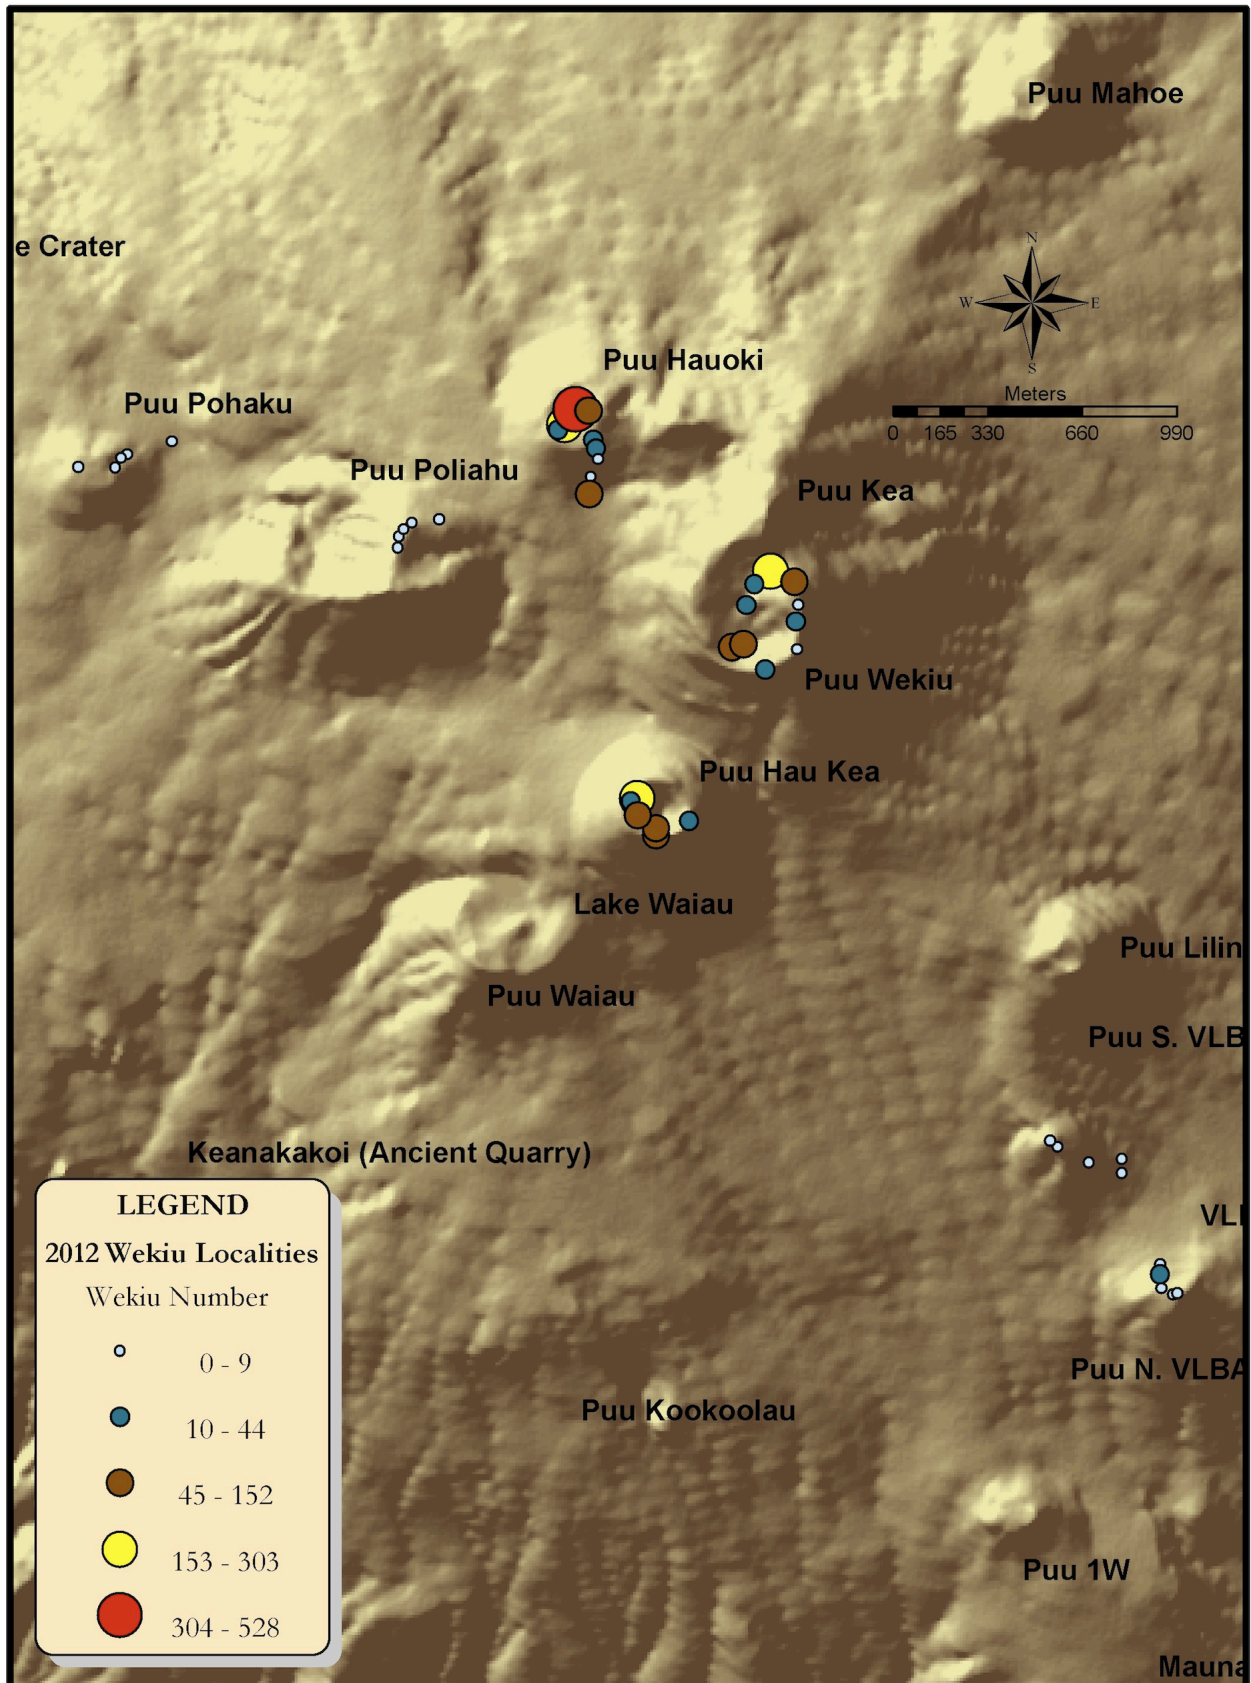 Puu Mahoe
e Crater
N
W E
S
Puu Hauoki
Meters
0 165 330 660 990
Puu Pohaku
Puu Poliahu
Puu Kea
Puu Wekiu
Puu Hau Kea
Lake Waiau
Puu Lilin
Puu Waiau
Puu S. VLB
Keanakakoi (Ancient Quarry)
LEGEND
2012 Wekiu Localities
Wekiu Number
0 - 9
10 - 44
45 - 152
153 - 303
304 - 528
VL
Puu N. VLBA
Puu Kookoolau
Puu 1W
Mauna